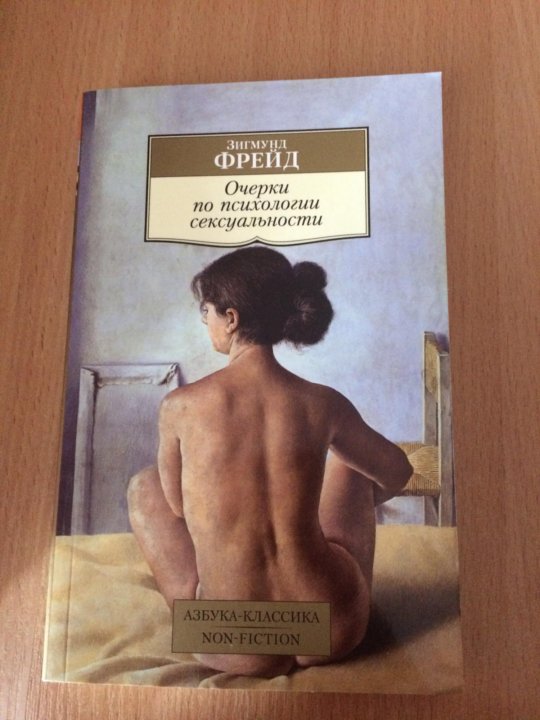 Зигмунд
ФРЕЙД
Очерки
по психологии
сексуальности
АЗБУКА-КЛАССИКА
NON-FICTION